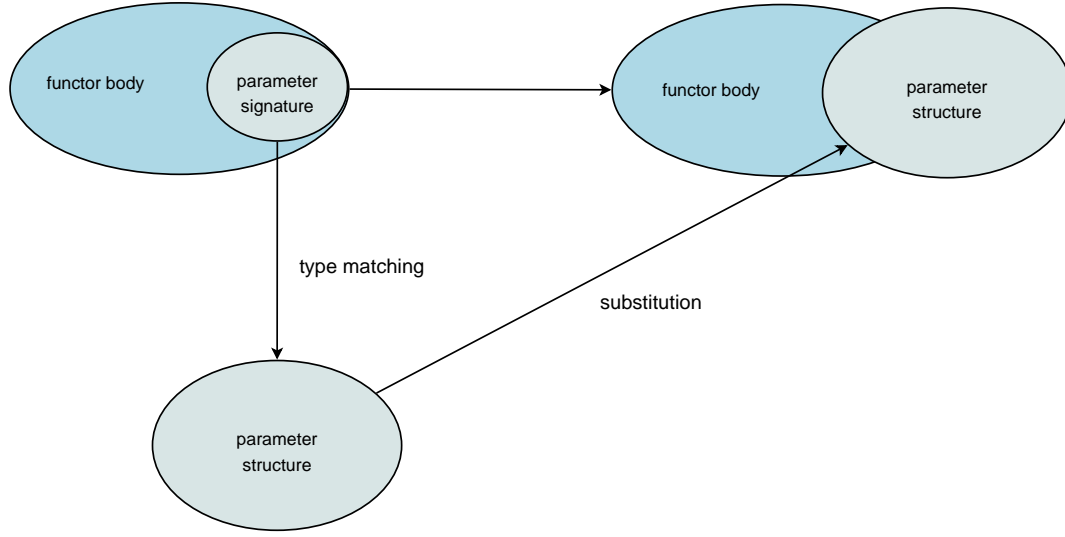 functor body
parameter
signature
functor body
parameter
structure
type matching
substitution
parameter
structure